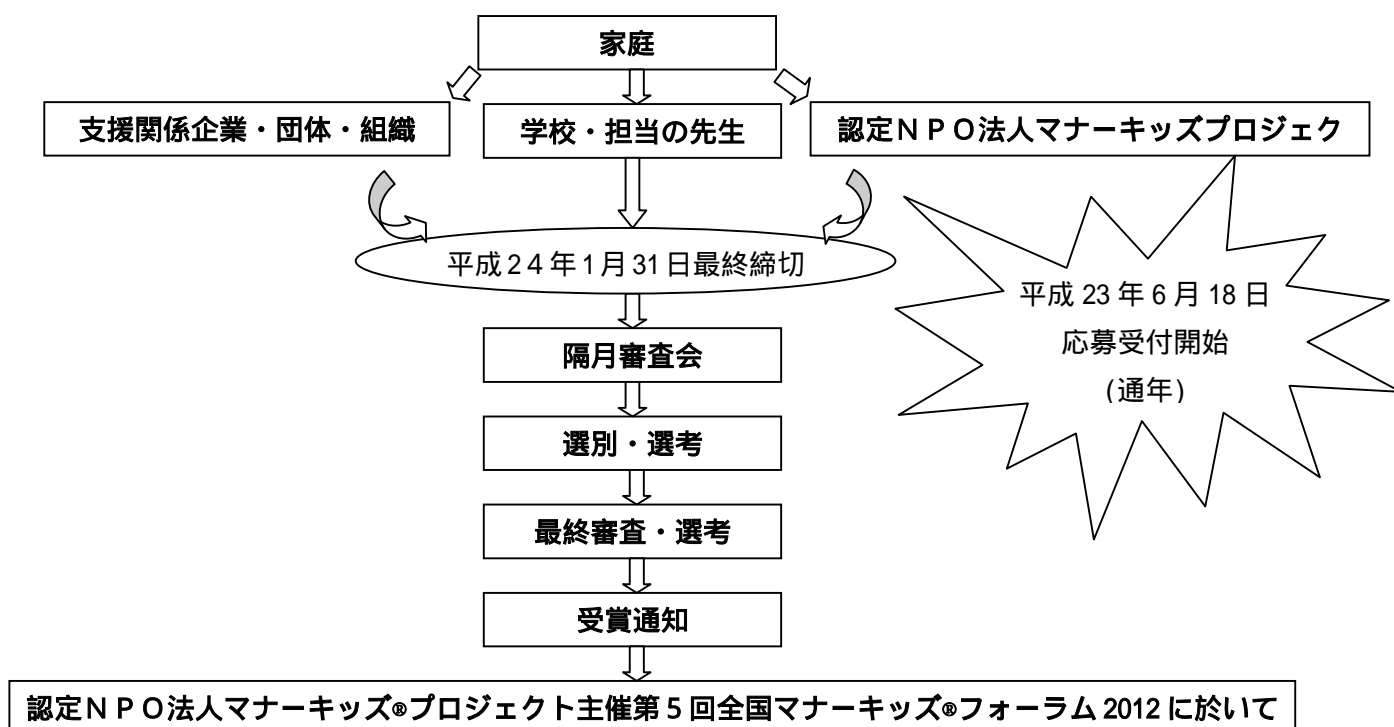 家庭
支援関係企業・団体・組織
学校・担当の先生
認定ＮＰＯ法人マナーキッズプロジェク
平成２４年１月31日最終締切
平成 23 年 6 月 18 日
応募受付開始
(通年)
隔月審査会
選別・選考
最終審査・選考
受賞通知
認定ＮＰＯ法人マナーキッズ®プロジェクト主催第５回全国マナーキッズ®フォーラム 2012 に於いて